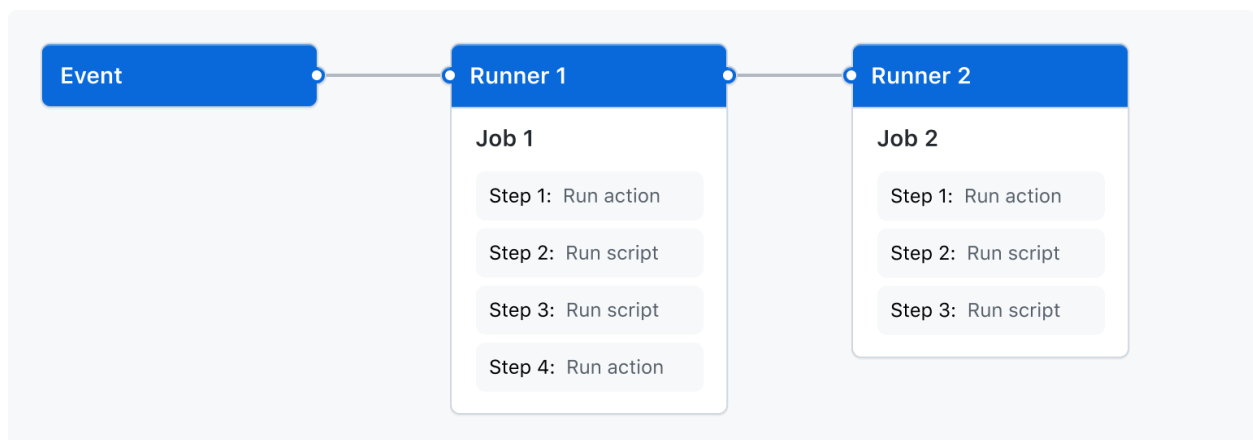 Event
Runner 1
Job 1
Step 1: Run action
Step 2: Run script
Step 3: Run script
Step 4: Run action
Runner 2
Job 2
Step 1: Run action
Step 2: Run script
Step 3: Run script